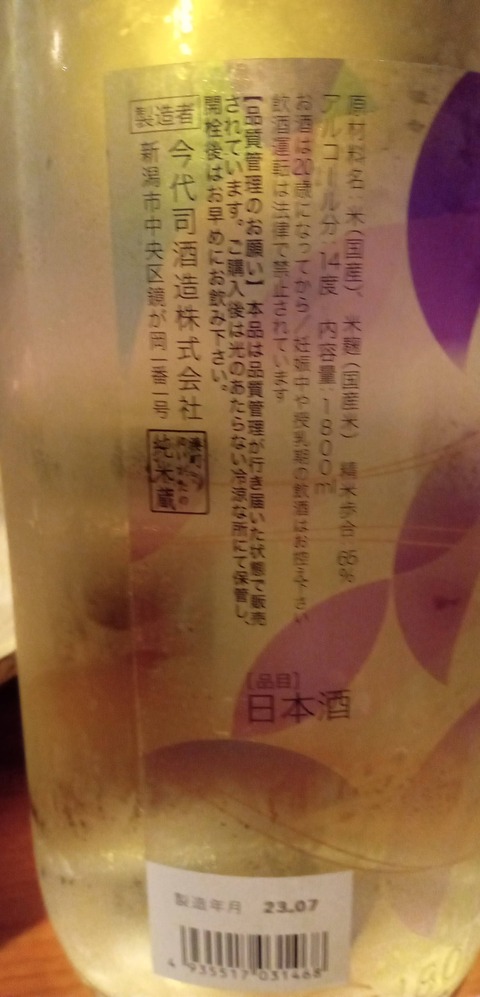 原材料名:米(国産)、米麹(国産米) 精米歩合:65%
アルコール分:14度 内容量:1800ml
お酒は20歳になってから/妊娠中や授乳期の飲酒はお控え下さい
飲酒運転は法律で禁止されています
【品質管理のお願い】本品は品質管理が行き届いた状態で販売
されています。ご購入後は光のあたらない冷涼な所にて保管し、
開栓後はお早めにお飲み下さい。
製造者 今代司酒造株式会社
新潟市中央区鏡が岡一番一号
純米蔵
[品目]
日本酒
製造年月 23.07
4 935517 031468